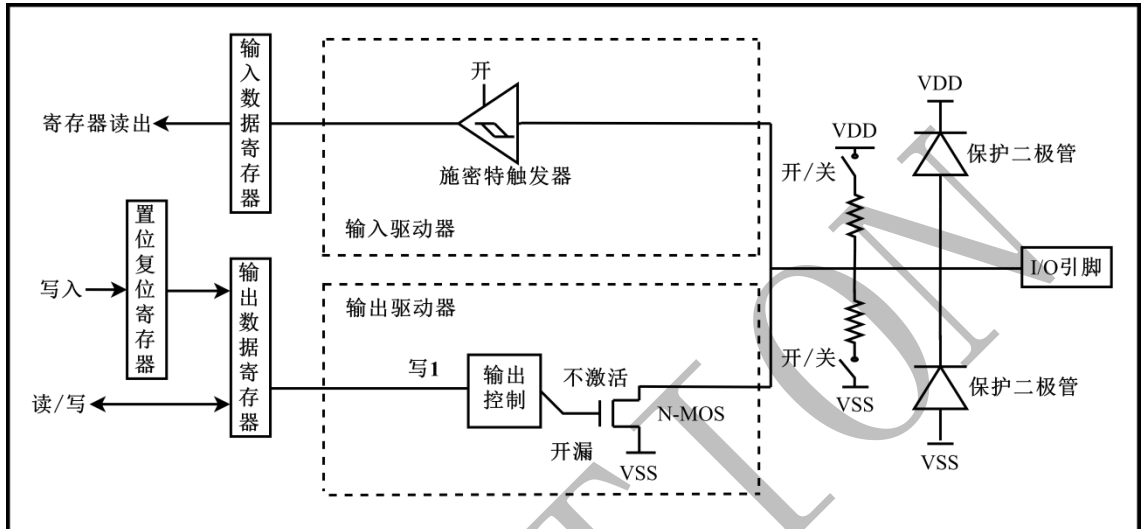 输入数据寄存器
开
VDD
VDD
寄存器读出
保护二极管
施密特触发器
开/关
置位复位寄存器
输入驱动器
I/O引脚
写入
输出数据寄存器
输出驱动器
写1
输出控制
不激活
开/关
读/写
N-MOS
保护二极管
开漏
VSS
VSS
VSS
TION